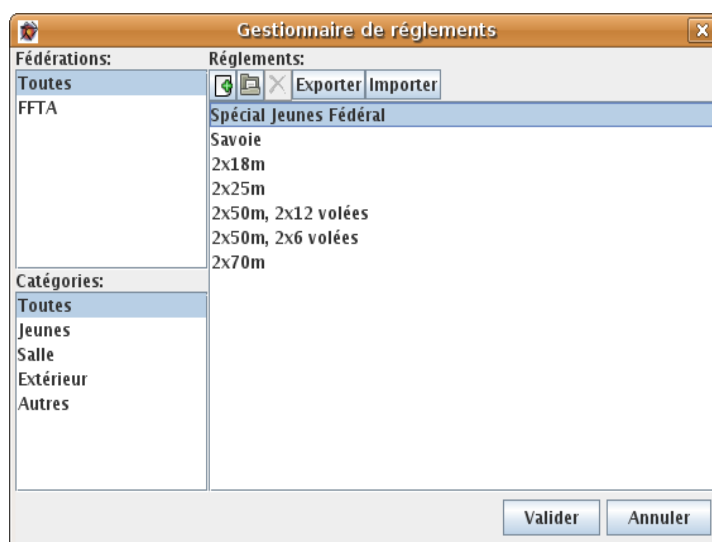 Gestionnaire de réglements
Fédérations:
Toutes
FFTA
Catégories:
Toutes
Jeunes
Salle
Extérieur
Autres
Réglements:
Exporter Importer
Spécial Jeunes Fédéral
Savoie
2x18m
2x25m
2x50m, 2x12 volées
2x50m, 2x6 volées
2x70m
Valider Annuler